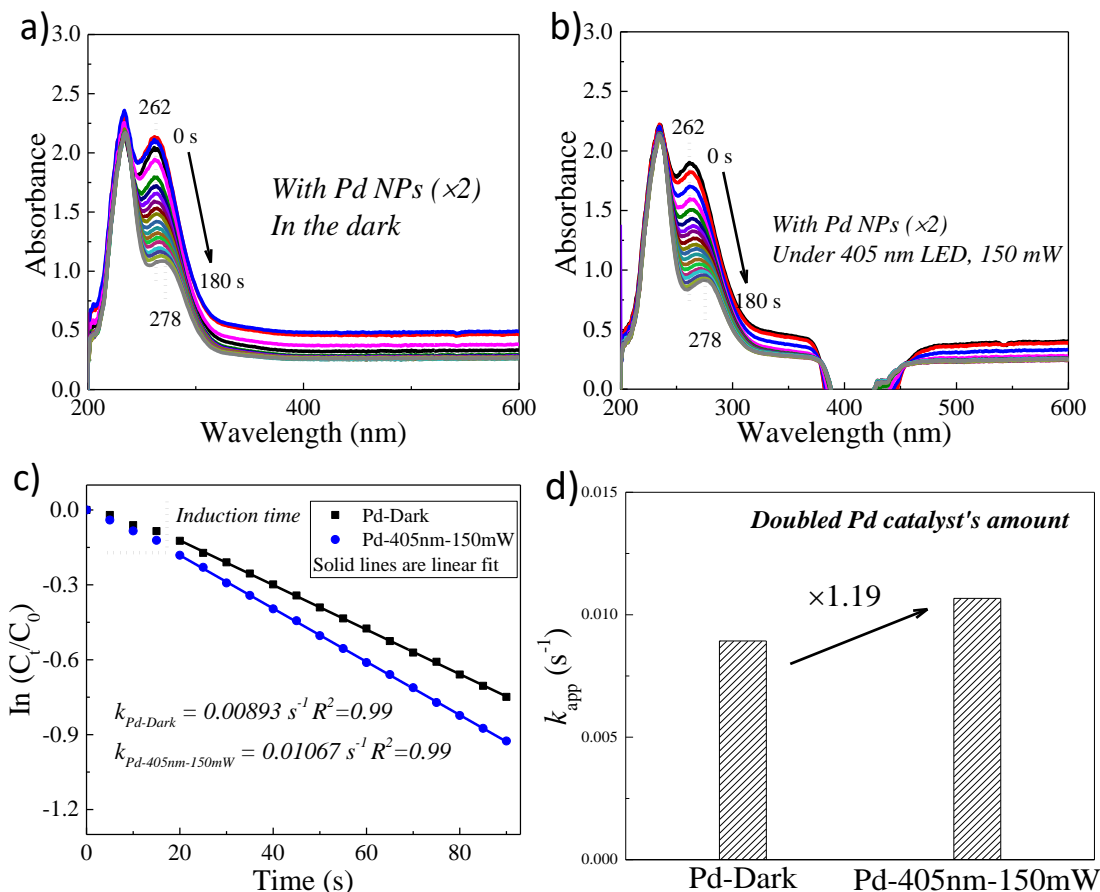 a)
3.0
2.5
2.0
1.5
1.0
0.5
0.0
Absorbance
262
0 s
With Pd NPs (×2)
In the dark
180 s
278
200
300
400
500
600
Wavelength (nm)
b)
3.0
2.5
2.0
1.5
1.0
0.5
0.0
Absorbance
262
0 s
With Pd NPs (×2)
Under 405 nm LED, 150 mW
180 s
278
200
300
400
500
600
Wavelength (nm)
c)
0.0
-0.3
-0.6
-0.9
-1.2
In (Ct/C0)
Induction time
Pd-Dark
Pd-405nm-150mW
Solid lines are linear fit
kPd-Dark = 0.00893 s-1 R2=0.99
kPd-405nm-150mW = 0.01067 s-1 R2=0.99
0
20
40
60
80
Time (s)
d)
0.015
0.010
0.005
0.000
kapp (s-1)
Doubled Pd catalyst's amount
×1.19
Pd-Dark
Pd-405nm-150mW